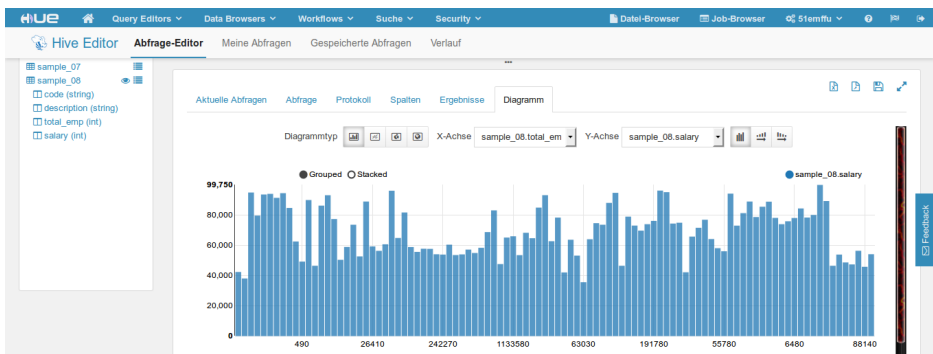 HUE Query Editors Data Browsers Workflows Suche Security Datei-Browser Job-Browser 51emffu
Hive Editor Abfrage-Editor Meine Abfragen Gespeicherte Abfragen Verlauf
sample_07
sample_08
code (string)
description (string)
total_emp (int)
salary (int)
Aktuelle Abfragen Abfrage Protokoll Spalten Ergebnisse Diagramm
Diagrammtyp X-Achse sample_08.total_em Y-Achse sample_08.salary
Grouped Stacked sample_08.salary
99,750
80,000
60,000
40,000
20,000
0
490 26410 242270 1133580 63030 191780 55780 6480 88140
Feedback